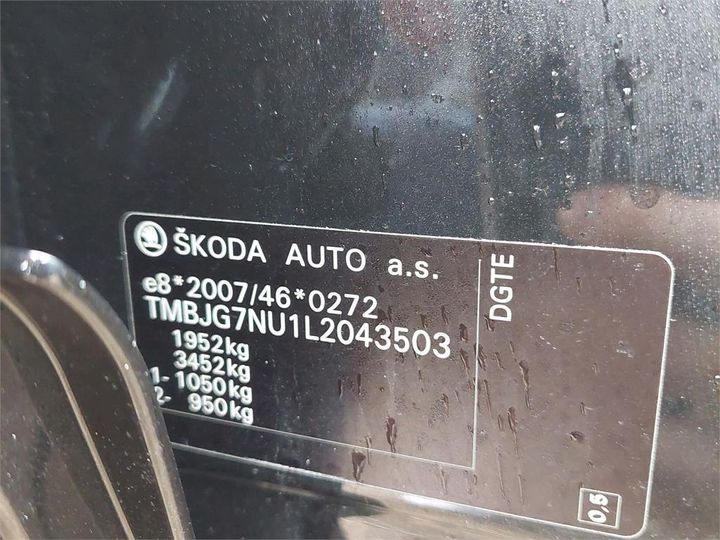 ŠKODA AUTO a.s.
e8*2007/46*0272
TMBJG7NU1L2043503
1952kg
3452kg
1- 1050kg
2- 950kg
DGTE
0,5